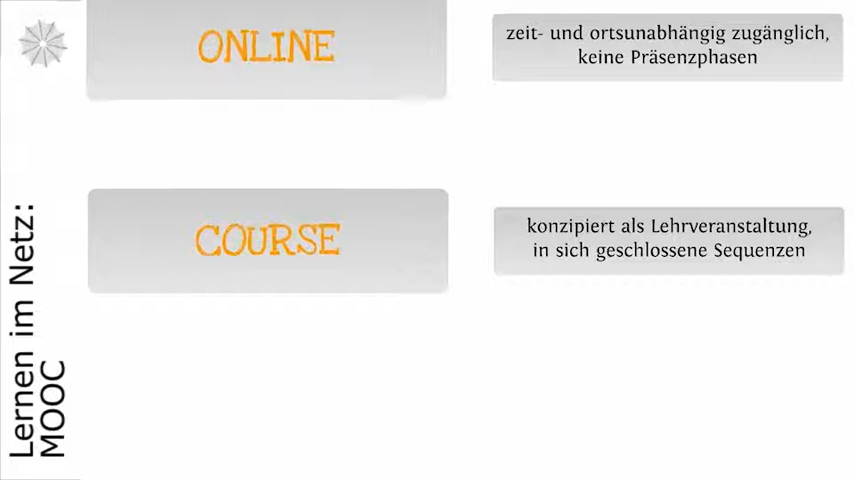 ONLINE
zeit- und ortsunabhängig zugänglich,
keine Präsenzphasen
COURSE
konzipiert als Lehrveranstaltung,
in sich geschlossene Sequenzen
Lernen im Netz:
MOOC